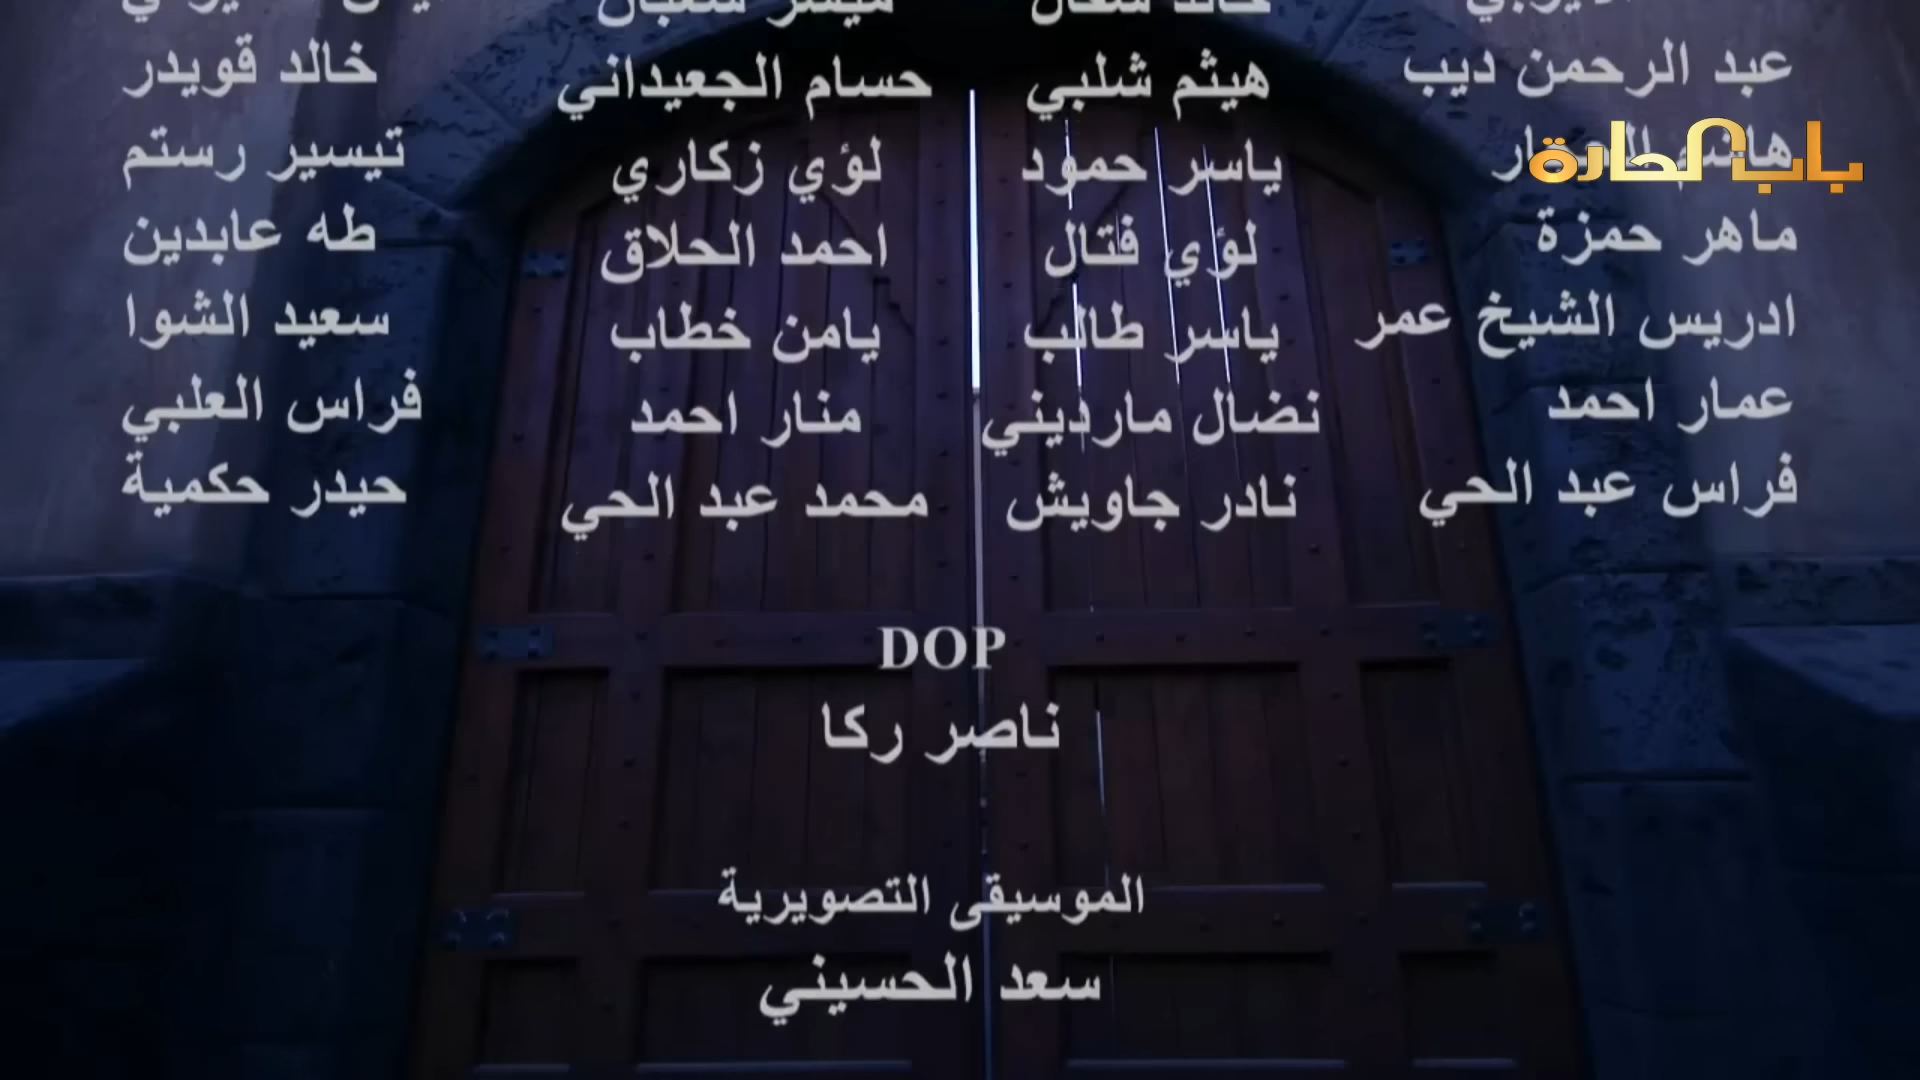 عبد الرحمن ديب هيثم شلبي حسام الجعيداني خالد قويدر
باب الحارة
هاشم ياسر حمود لؤي زكاري تيسير رستم
ماهر حمزة لؤي فتال احمد الحلاق طه عابدين
ادريس الشيخ عمر ياسر طالب يامن خطاب سعيد الشوا
عمار احمد نضال مارديني منار احمد فراس العلبي
فراس عبد الحي نادر جاويش محمد عبد الحي حيدر حكمية
DOP
ناصر ركا
الموسيقى التصويرية
سعد الحسيني